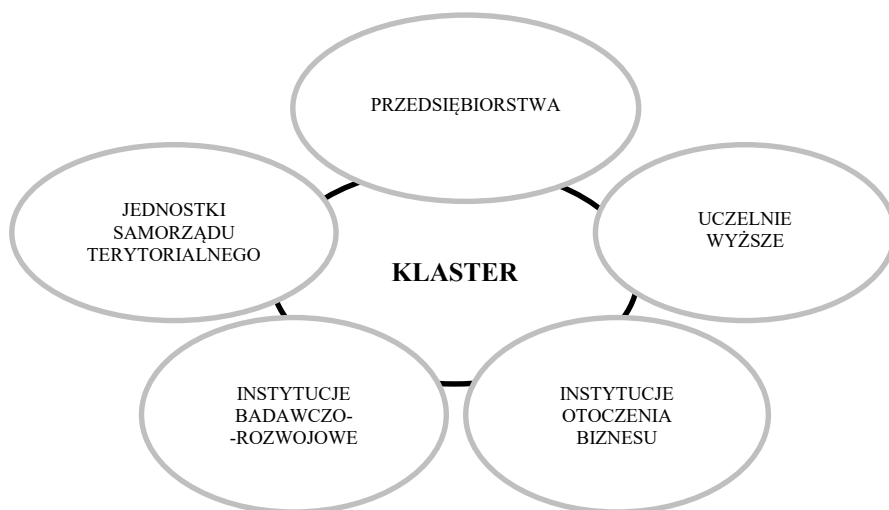 PRZEDSIĘBIORSTWA
JEDNOSTKI
SAMORZĄDU
TERYTORIALNEGO
UCZELNIE
WYŻSZE
KLASTER
INSTYTUCJE
BADAWCZO-
-ROZWOJOWE
INSTYTUCJE
OTOCZENIA
BIZNESU